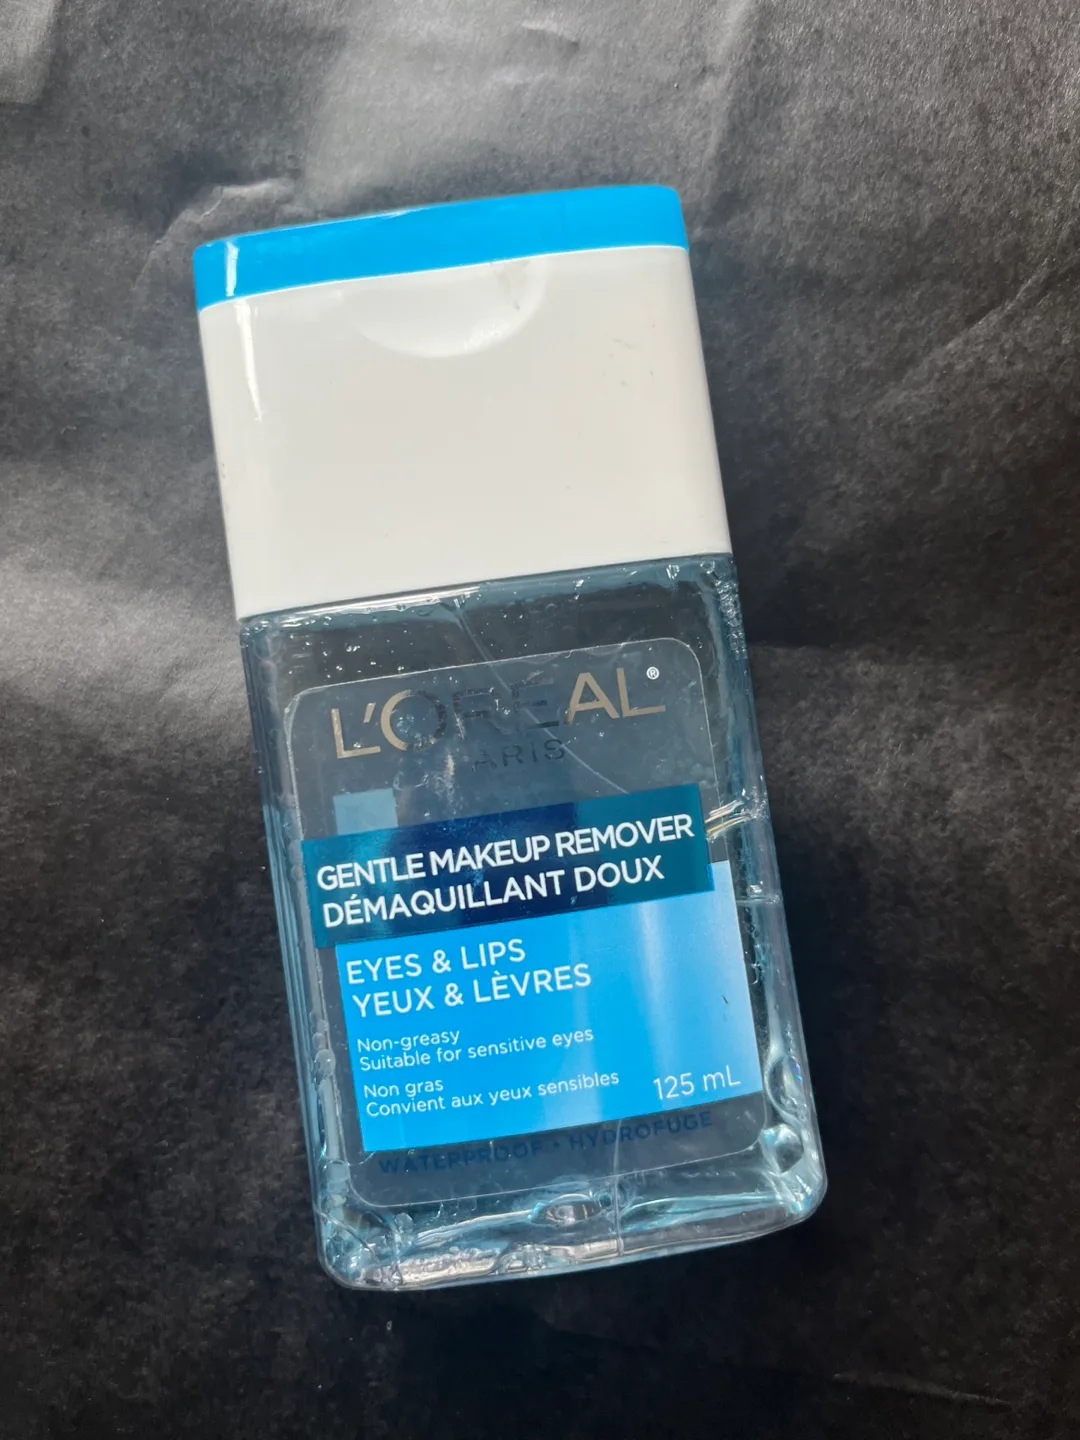 L'ORÉAL®
PARIS
GENTLE MAKEUP REMOVER
DÉMAQUILLANT DOUX
EYES & LIPS
YEUX & LÈVRES
Non-greasy
Suitable for sensitive eyes
Non gras
Convient aux yeux sensibles
125 mL
WATERPROOF • HYDROFUGE